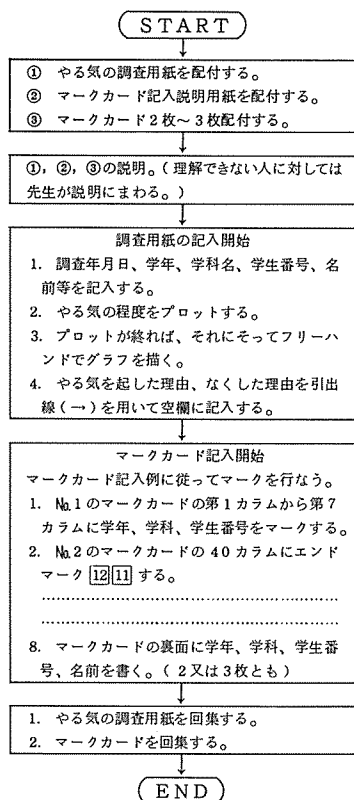 START
① やる気の調査用紙を配付する。
② マークカード記入説明用紙を配付する。
③ マークカード2枚～3枚配付する。
①，②，③の説明。(理解できない人に対しては
先生が説明にまわる。)
調査用紙の記入開始
1. 調査年月日、学年、学科名、学生番号、名
前等を記入する。
2. やる気の程度をプロットする。
3. プロットが終れば、それにそってフリーハ
ンドでグラフを描く。
4. やる気を起した理由、なくした理由を引出
線(→)を用いて空欄に記入する。
マークカード記入開始
マークカード記入例に従ってマークを行なう。
1. №1のマークカードの第1カラムから第7
カラムに学年、学科、学生番号をマークする。
2. №2のマークカードの40カラムにエンド
マーク 12 11 する。
………………………………………………
………………………………………………
8. マークカードの裏面に学年、学科、学生番
号、名前を書く。(2又は3枚とも)
1. やる気の調査用紙を回集する。
2. マークカードを回集する。
END